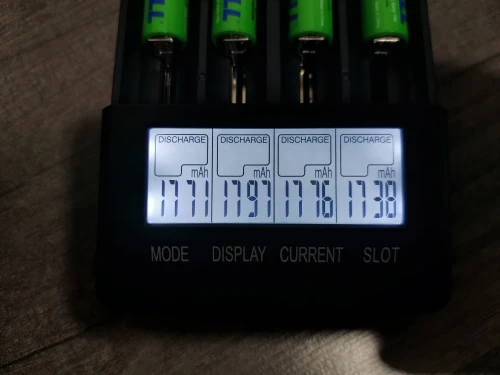 DISCHARGE DISCHARGE DISCHARGE DISCHARGE
mAh mAh mAh mAh
1771 1797 1776 1738
MODE DISPLAY CURRENT SLOT